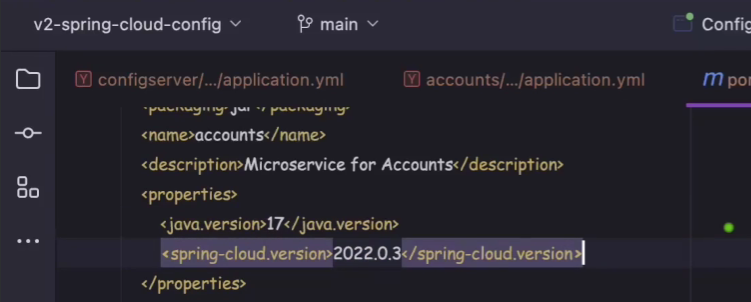 v2-spring-cloud-config main Config
configserver/.../application.yml accounts/.../application.yml m po
<packaging>jar</packaging>
<name>accounts</name>
<description>Microservice for Accounts</description>
<properties>
<java.version>17</java.version>
<spring-cloud.version>2022.0.3</spring-cloud.version>
</properties>